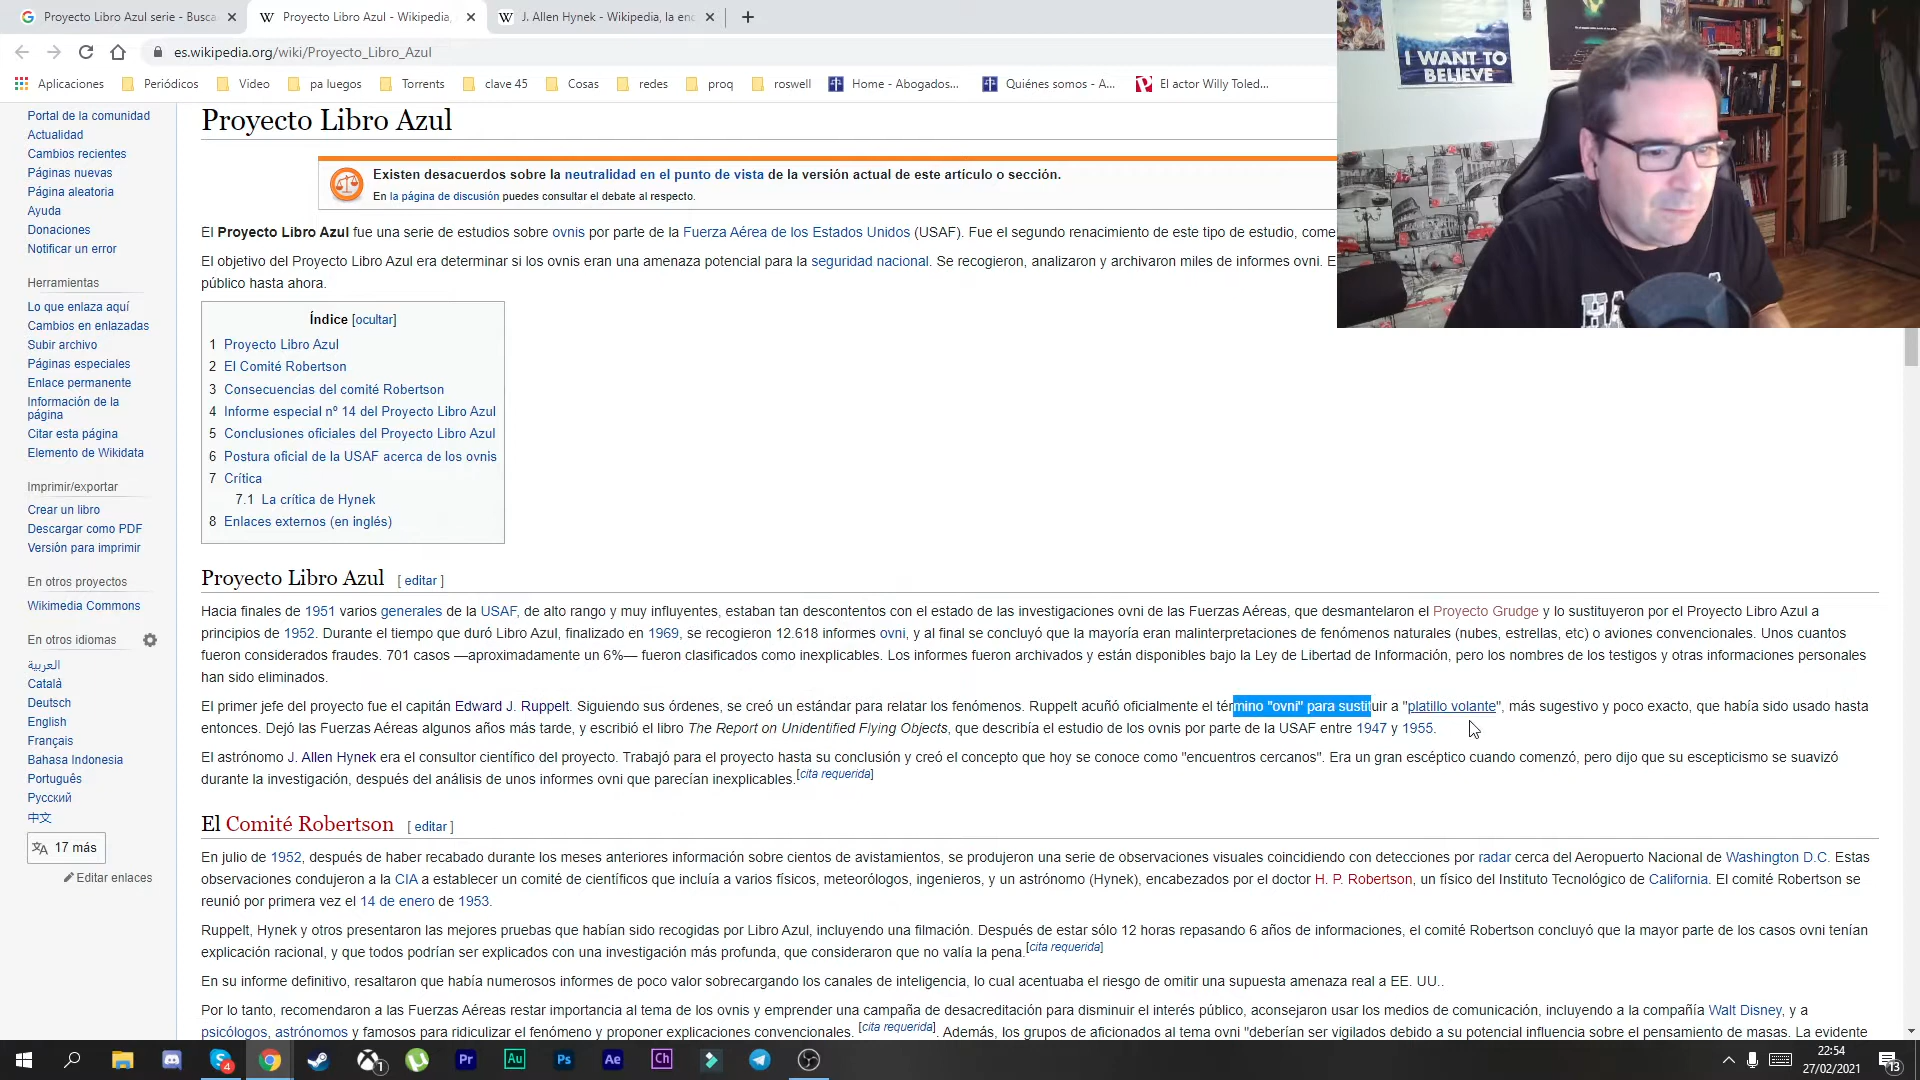 Proyecto Libro Azul serie - Busca
Proyecto Libro Azul - Wikipedia,
J. Allen Hynek - Wikipedia, la en
es.wikipedia.org/wiki/Proyecto_Libro_Azul
Aplicaciones Periódicos Video pa luegos Torrents clave 45 Cosas redes proq roswell Home - Abogados... Quiénes somos - A... El actor Willy Toled...
I WANT TO
BELIEVE
Portal de la comunidad
Actualidad
Cambios recientes
Páginas nuevas
Página aleatoria
Ayuda
Donaciones
Notificar un error
Herramientas
Lo que enlaza aquí
Cambios en enlazadas
Subir archivo
Páginas especiales
Enlace permanente
Información de la
página
Citar esta página
Elemento de Wikidata
Imprimir/exportar
Crear un libro
Descargar como PDF
Versión para imprimir
En otros proyectos
Wikimedia Commons
En otros idiomas
العربية
Català
Deutsch
English
Français
Bahasa Indonesia
Português
Русский
中文
17 más
Editar enlaces
Proyecto Libro Azul
Existen desacuerdos sobre la neutralidad en el punto de vista de la versión actual de este artículo o sección.
En la página de discusión puedes consultar el debate al respecto.
El Proyecto Libro Azul fue una serie de estudios sobre ovnis por parte de la Fuerza Aérea de los Estados Unidos (USAF). Fue el segundo renacimiento de este tipo de estudio, come
El objetivo del Proyecto Libro Azul era determinar si los ovnis eran una amenaza potencial para la seguridad nacional. Se recogieron, analizaron y archivaron miles de informes ovni. E
público hasta ahora.
Índice [ocultar]
1 Proyecto Libro Azul
2 El Comité Robertson
3 Consecuencias del comité Robertson
4 Informe especial nº 14 del Proyecto Libro Azul
5 Conclusiones oficiales del Proyecto Libro Azul
6 Postura oficial de la USAF acerca de los ovnis
7 Crítica
7.1 La crítica de Hynek
8 Enlaces externos (en inglés)
Proyecto Libro Azul [ editar ]
Hacia finales de 1951 varios generales de la USAF, de alto rango y muy influyentes, estaban tan descontentos con el estado de las investigaciones ovni de las Fuerzas Aéreas, que desmantelaron el Proyecto Grudge y lo sustituyeron por el Proyecto Libro Azul a
principios de 1952. Durante el tiempo que duró Libro Azul, finalizado en 1969, se recogieron 12.618 informes ovni, y al final se concluyó que la mayoría eran malinterpretaciones de fenómenos naturales (nubes, estrellas, etc) o aviones convencionales. Unos cuantos
fueron considerados fraudes. 701 casos —aproximadamente un 6%— fueron clasificados como inexplicables. Los informes fueron archivados y están disponibles bajo la Ley de Libertad de Información, pero los nombres de los testigos y otras informaciones personales
han sido eliminados.
El primer jefe del proyecto fue el capitán Edward J. Ruppelt. Siguiendo sus órdenes, se creó un estándar para relatar los fenómenos. Ruppelt acuñó oficialmente el término "ovni" para sustituir a "platillo volante", más sugestivo y poco exacto, que había sido usado hasta
entonces. Dejó las Fuerzas Aéreas algunos años más tarde, y escribió el libro The Report on Unidentified Flying Objects, que describía el estudio de los ovnis por parte de la USAF entre 1947 y 1955.
El astrónomo J. Allen Hynek era el consultor científico del proyecto. Trabajó para el proyecto hasta su conclusión y creó el concepto que hoy se conoce como "encuentros cercanos". Era un gran escéptico cuando comenzó, pero dijo que su escepticismo se suavizó
durante la investigación, después del análisis de unos informes ovni que parecían inexplicables.[cita requerida]
El Comité Robertson [ editar ]
En julio de 1952, después de haber recabado durante los meses anteriores información sobre cientos de avistamientos, se produjeron una serie de observaciones visuales coincidiendo con detecciones por radar cerca del Aeropuerto Nacional de Washington D.C. Estas
observaciones condujeron a la CIA a establecer un comité de científicos que incluía a varios físicos, meteorólogos, ingenieros, y un astrónomo (Hynek), encabezados por el doctor H. P. Robertson, un físico del Instituto Tecnológico de California. El comité Robertson se
reunió por primera vez el 14 de enero de 1953.
Ruppelt, Hynek y otros presentaron las mejores pruebas que habían sido recogidas por Libro Azul, incluyendo una filmación. Después de estar sólo 12 horas repasando 6 años de informaciones, el comité Robertson concluyó que la mayor parte de los casos ovni tenían
explicación racional, y que todos podrían ser explicados con una investigación más profunda, que consideraron que no valía la pena.[cita requerida]
En su informe definitivo, resaltaron que había numerosos informes de poco valor sobrecargando los canales de inteligencia, lo cual acentuaba el riesgo de omitir una supuesta amenaza real a EE. UU..
Por lo tanto, recomendaron a las Fuerzas Aéreas restar importancia al tema de los ovnis y emprender una campaña de desacreditación para disminuir el interés público, aconsejaron usar los medios de comunicación, incluyendo a la compañía Walt Disney, y a
psicólogos, astrónomos y famosos para ridiculizar el fenómeno y proponer explicaciones convencionales. [cita requerida] Además, los grupos de aficionados al tema ovni "deberían ser vigilados debido a su potencial influencia sobre el pensamiento de masas. La evidente
4 1 Pr Au Ps Ae Ch
22:54
27/02/2021
13